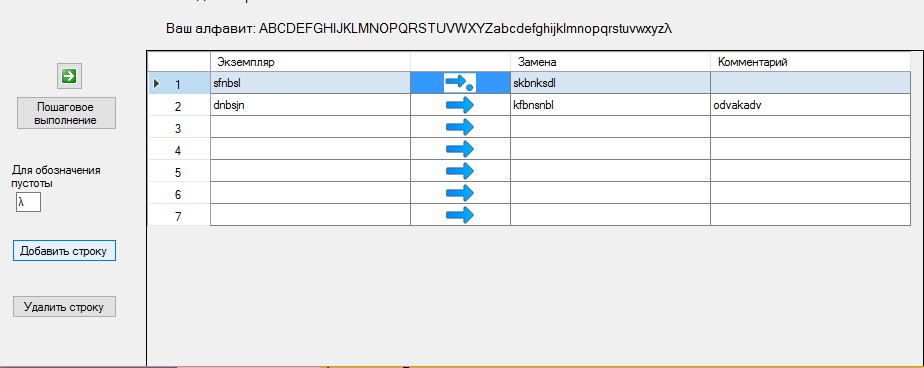 Ваш алфавит: ABCDEFGHIJKLMNOPQRSTUVWXYZabcdefghijklmnopqrstuvwxyzλ
Экземпляр Замена Комментарий
1 sfnbsl skbnksdl
2 dnbsjn kfbnsnbl odvakadv
3
4
5
6
7
Пошаговое
выполнение
Для обозначения
пустоты
λ
Добавить строку
Удалить строку